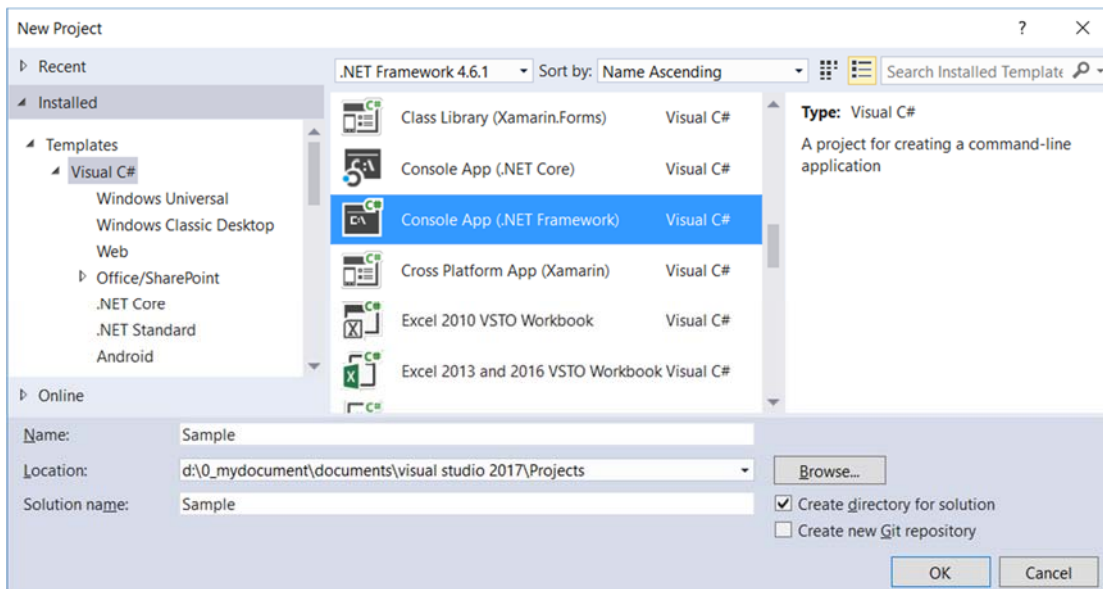 New Project
?
Recent
.NET Framework 4.6.1
Sort by: Name Ascending
Search Installed Template
Installed
Templates
Visual C#
Windows Universal
Windows Classic Desktop
Web
Office/SharePoint
.NET Core
.NET Standard
Android
Online
Class Library (Xamarin.Forms) Visual C#
Console App (.NET Core) Visual C#
Console App (.NET Framework) Visual C#
Cross Platform App (Xamarin) Visual C#
Excel 2010 VSTO Workbook Visual C#
Excel 2013 and 2016 VSTO Workbook Visual C#
Type: Visual C#
A project for creating a command-line
application
Name: Sample
Location: d:\0_mydocument\documents\visual studio 2017\Projects
Browse...
Solution name: Sample
Create directory for solution
Create new Git repository
OK
Cancel